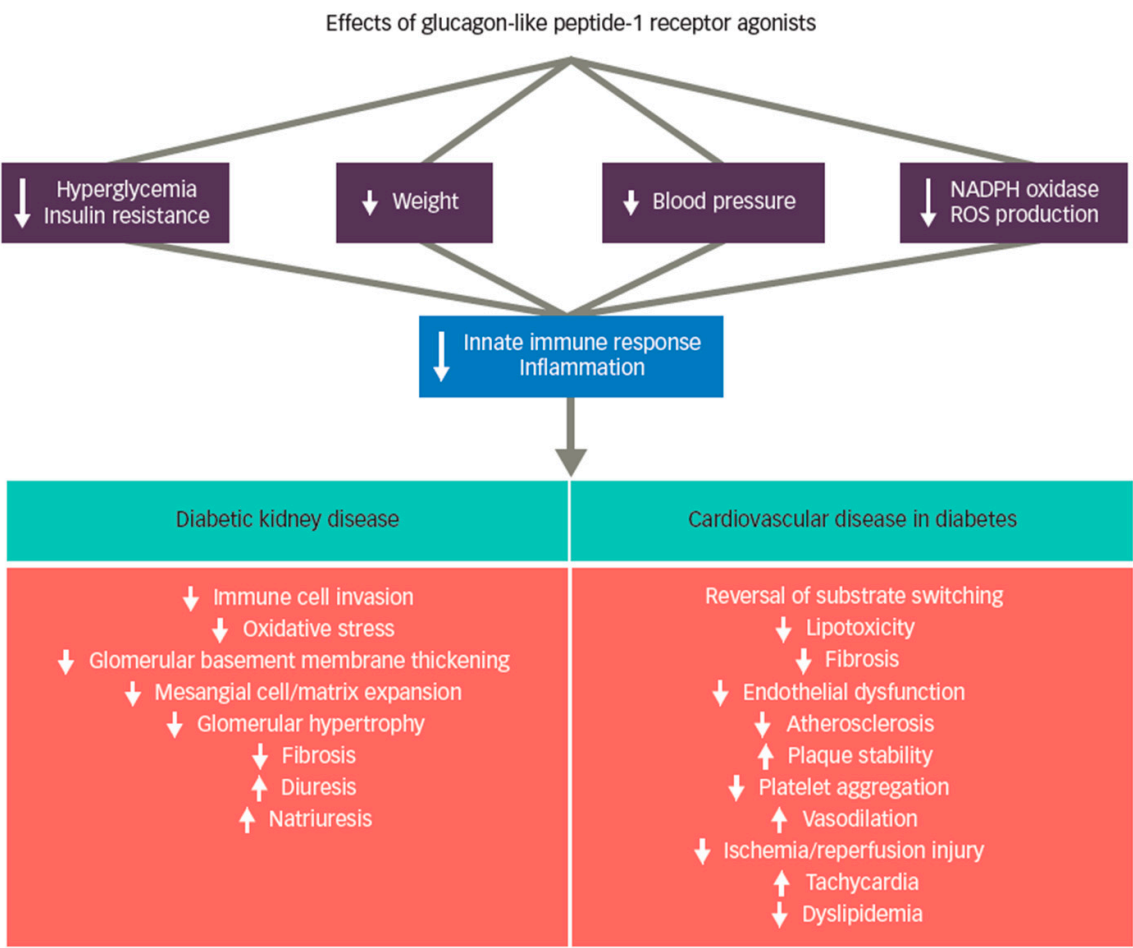 Effects of glucagon-like peptide-1 receptor agonists
↓ Hyperglycemia
Insulin resistance
↓ Weight
↓ Blood pressure
↓ NADPH oxidase
ROS production
↓ Innate immune response
Inflammation
Diabetic kidney disease
↓ Immune cell invasion
↓ Oxidative stress
↓ Glomerular basement membrane thickening
↓ Mesangial cell/matrix expansion
↓ Glomerular hypertrophy
↓ Fibrosis
↑ Diuresis
↑ Natriuresis
Cardiovascular disease in diabetes
Reversal of substrate switching
↓ Lipotoxicity
↓ Fibrosis
↓ Endothelial dysfunction
↓ Atherosclerosis
↑ Plaque stability
↓ Platelet aggregation
↑ Vasodilation
↓ Ischemia/reperfusion injury
↑ Tachycardia
↓ Dyslipidemia